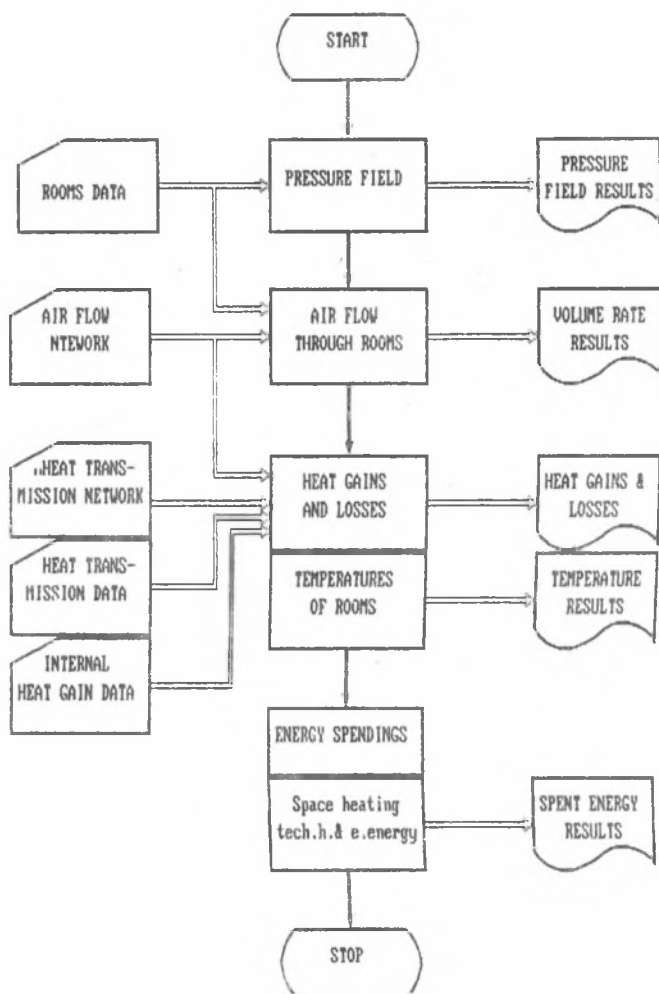 START
ROOMS DATA
PRESSURE FIELD
PRESSURE
FIELD RESULTS
AIR FLOW
NTEWORK
AIR FLOW
THROUGH ROOMS
VOLUME RATE
RESULTS
HEAT TRANS-
MISSION NETWORK
HEAT GAINS
AND LOSSES
HEAT GAINS &
LOSSES
HEAT TRANS-
MISSION DATA
TEMPERATURES
OF ROOMS
TEMPERATURE
RESULTS
INTERNAL
HEAT GAIN DATA
ENERGY SPENDINGS
Space heating
tech.h.& e.energy
SPENT ENERGY
RESULTS
STOP